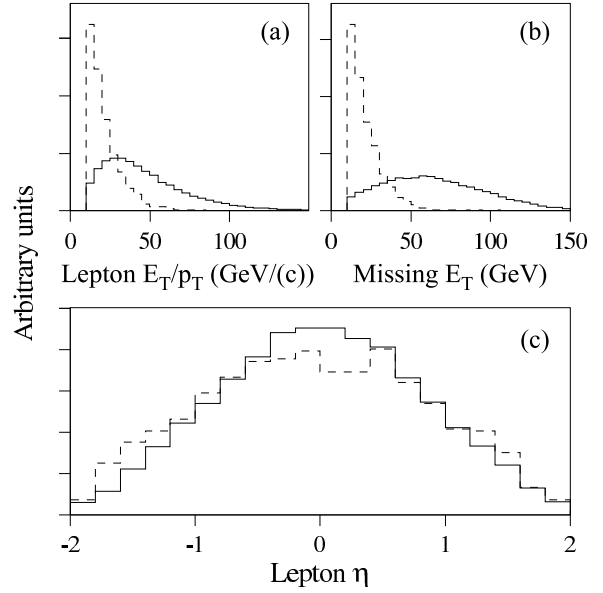 (a)
(b)
0
50
100
0
50
100
150
Lepton E_T/p_T (GeV/(c))
Missing E_T (GeV)
Arbitrary units
(c)
-2
-1
0
1
2
Lepton η